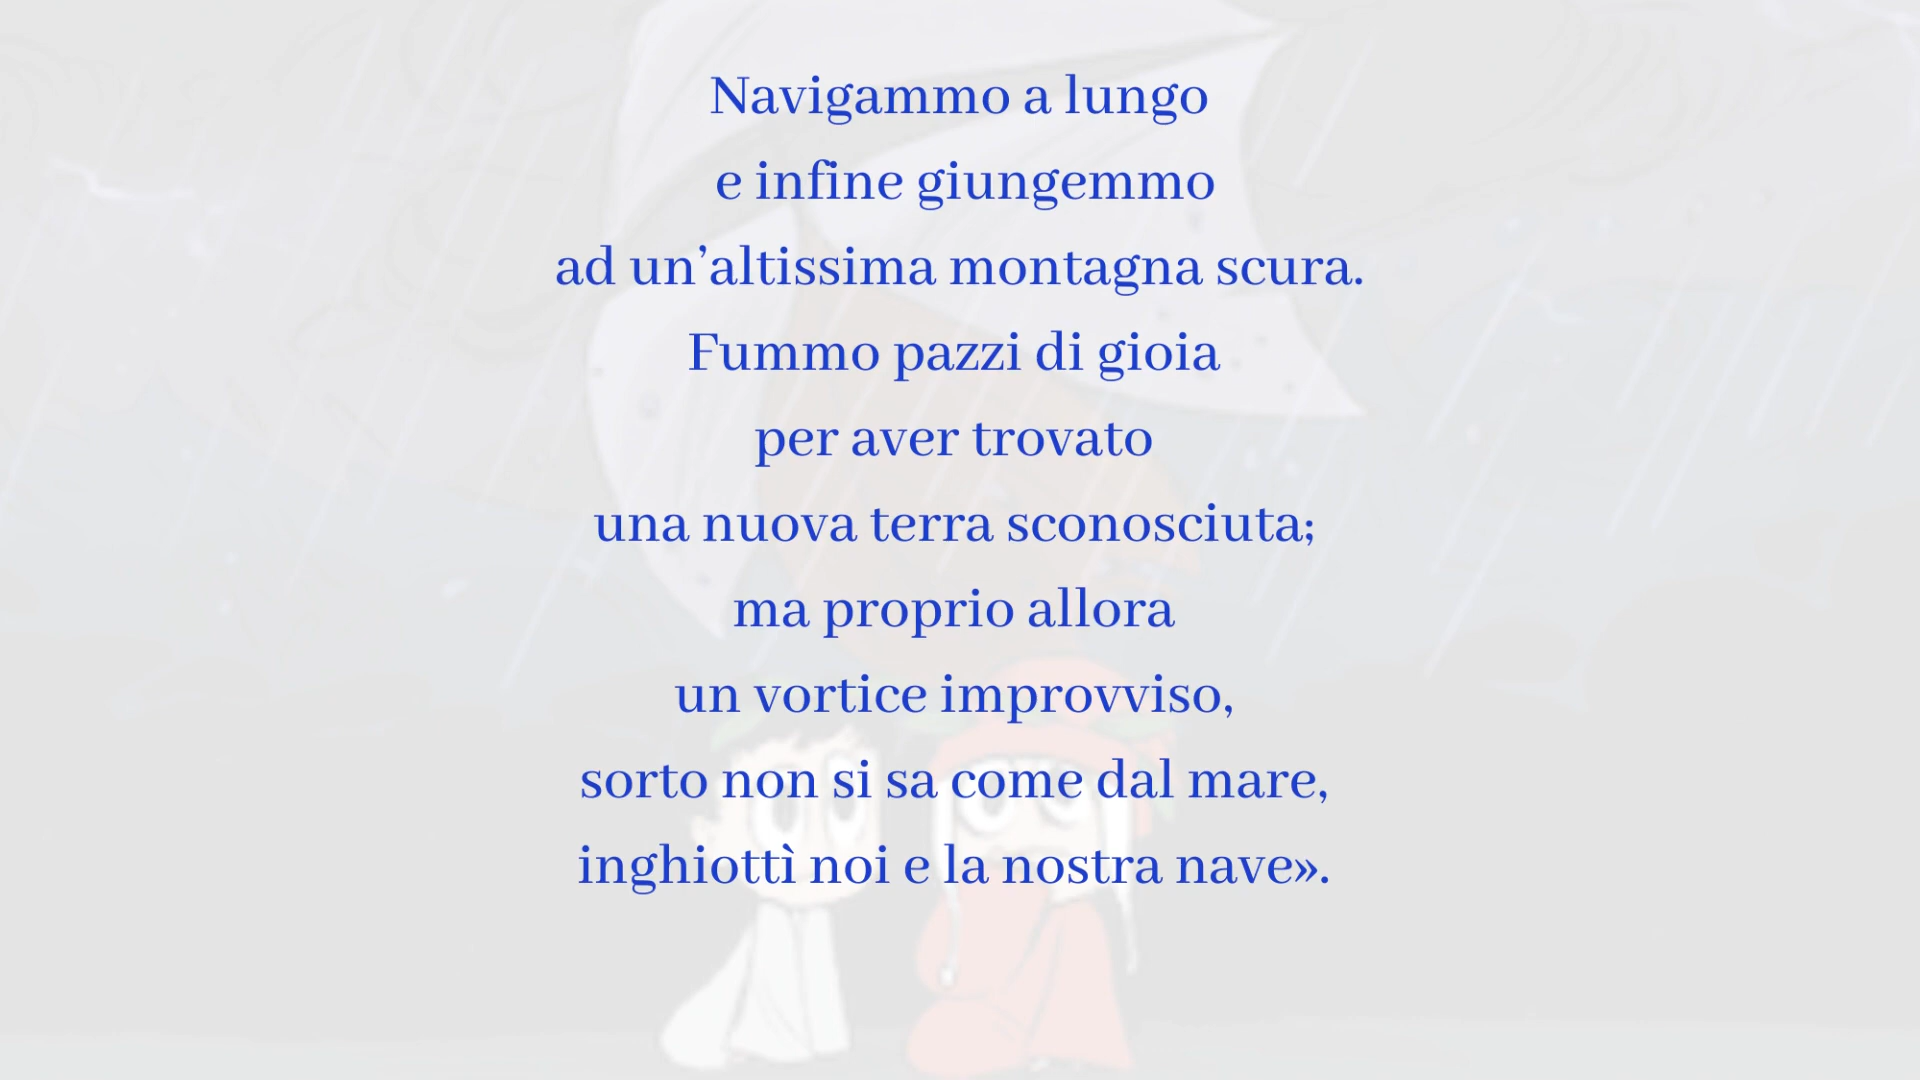 Navigammo a lungo
e infine giungemmo
ad un’altissima montagna scura.
Fummo pazzi di gioia
per aver trovato
una nuova terra sconosciuta;
ma proprio allora
un vortice improvviso,
sorto non si sa come dal mare,
inghiottì noi e la nostra nave».